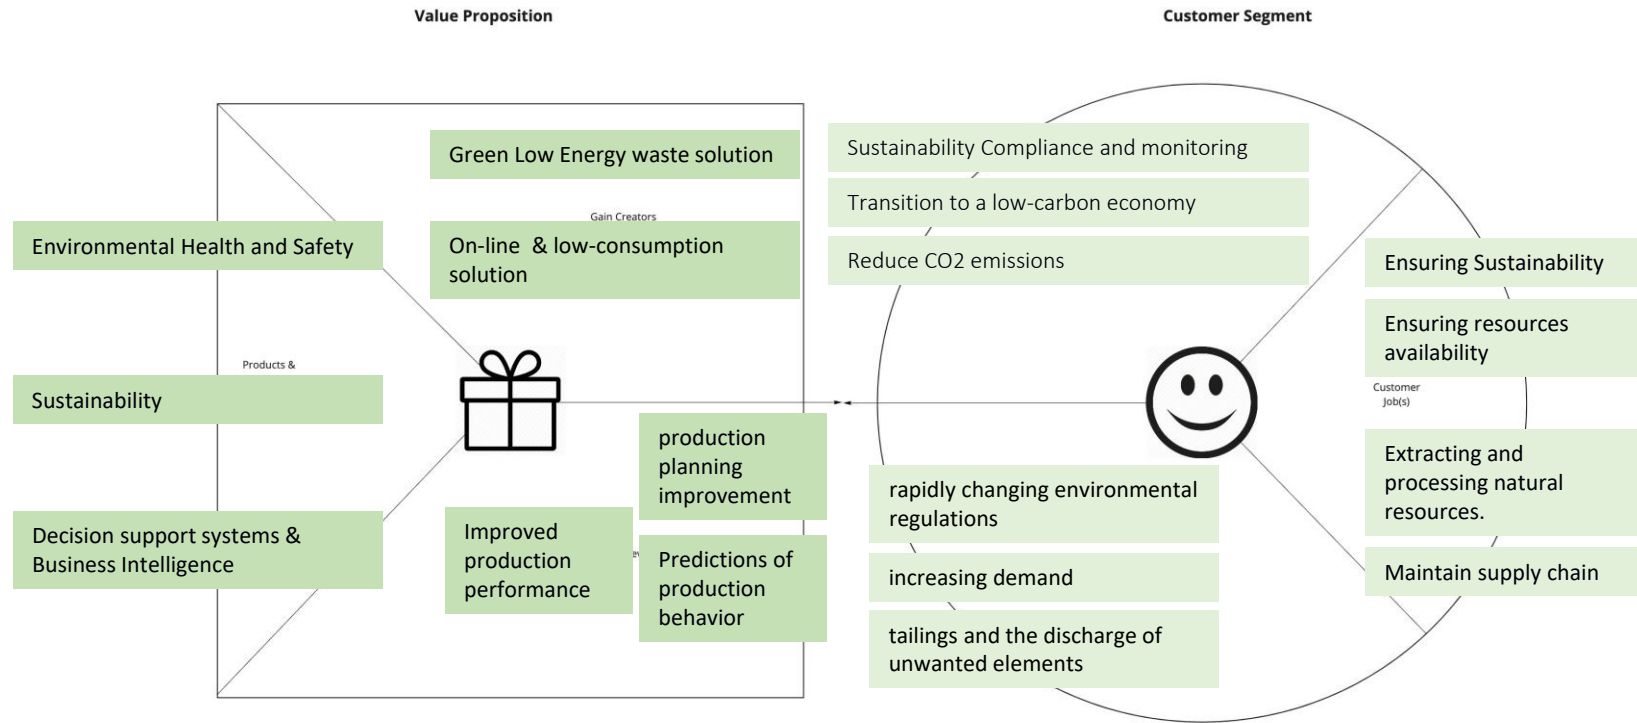 Value Proposition
Customer Segment
Green Low Energy waste solution
Gain Creators
On-line & low-consumption
solution
Environmental Health and Safety
Products &
Sustainability
Decision support systems &
Business Intelligence
production
planning
improvement
Improved
production
performance
Predictions of
production
behavior
Sustainability Compliance and monitoring
Transition to a low-carbon economy
Reduce CO2 emissions
Ensuring Sustainability
Ensuring resources
availability
Customer
Job(s)
Extracting and
processing natural
resources.
Maintain supply chain
rapidly changing environmental
regulations
increasing demand
tailings and the discharge of
unwanted elements